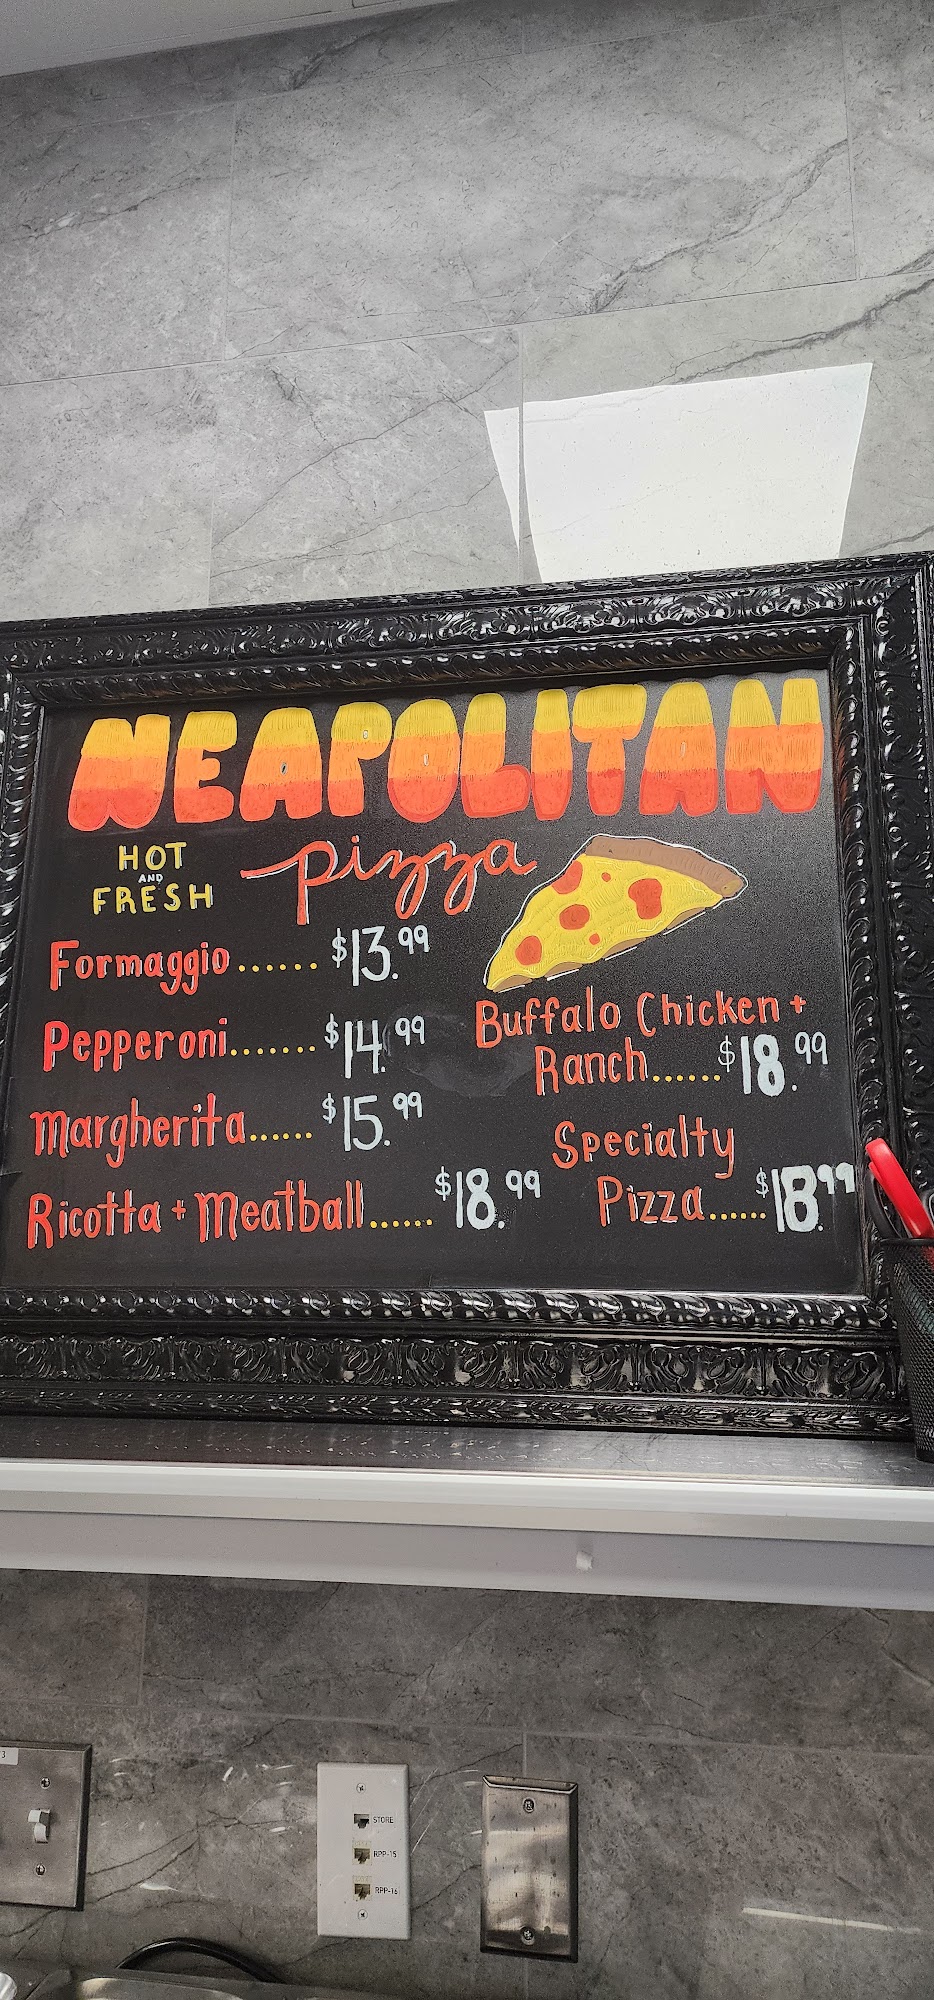 NEAPOLITAN
HOT
AND
FRESH
pizza
Formaggio...... $13.99
Pepperoni....... $14.99
Margherita...... $15.99
Ricotta + Meatball...... $18.99
Buffalo Chicken +
Ranch......$18.99
Specialty
Pizza......$18.99
3
STORE
RPP-15
RPP-16